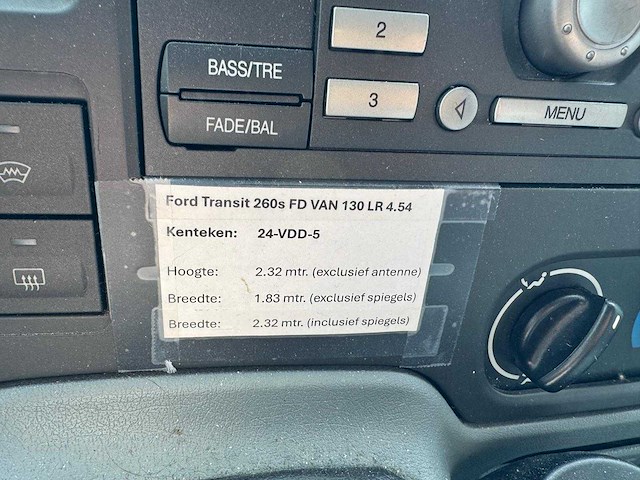 2
BASS/TRE
3
MENU
FADE/BAL
Ford Transit 260s FD VAN 130 LR 4.54
Kenteken: 24-VDD-5
Hoogte: 2.32 mtr. (exclusief antenne)
Breedte: 1.83 mtr. (exclusief spiegels)
Breedte: 2.32 mtr. (inclusief spiegels)